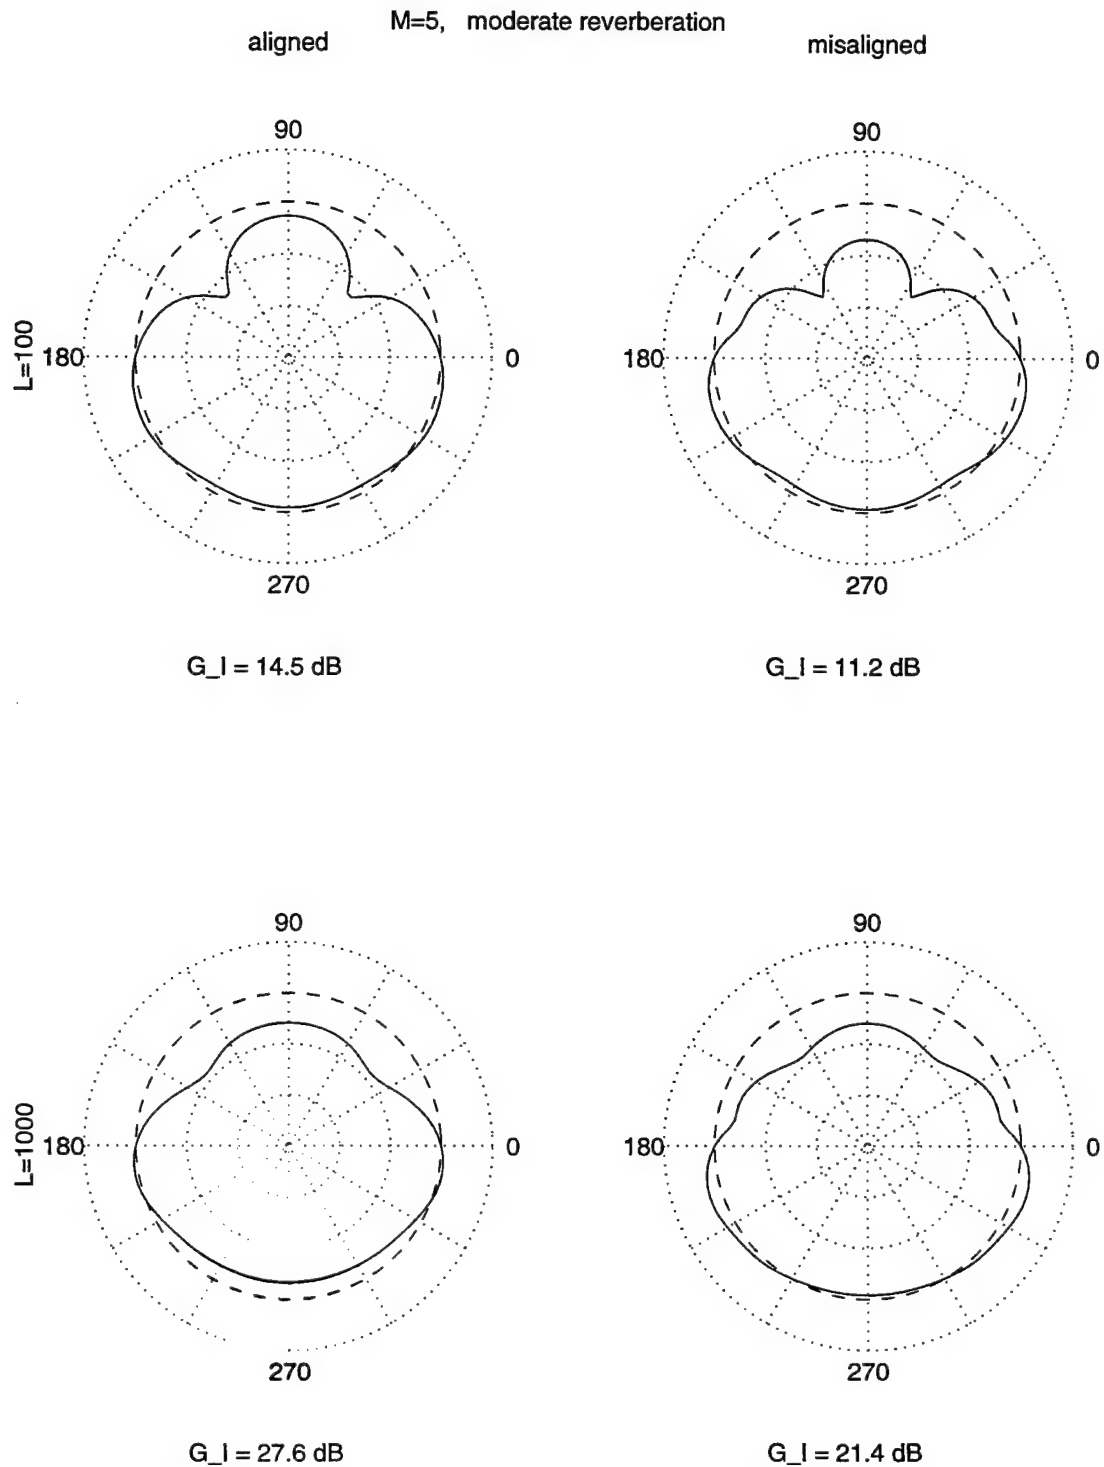 M=5, moderate reverberation
aligned
misaligned
90
90
L=100
180
0
180
0
270
270
G_I = 14.5 dB
G_I = 11.2 dB
90
90
L=1000
180
0
180
0
270
270
G_I = 27.6 dB
G_I = 21.4 dB